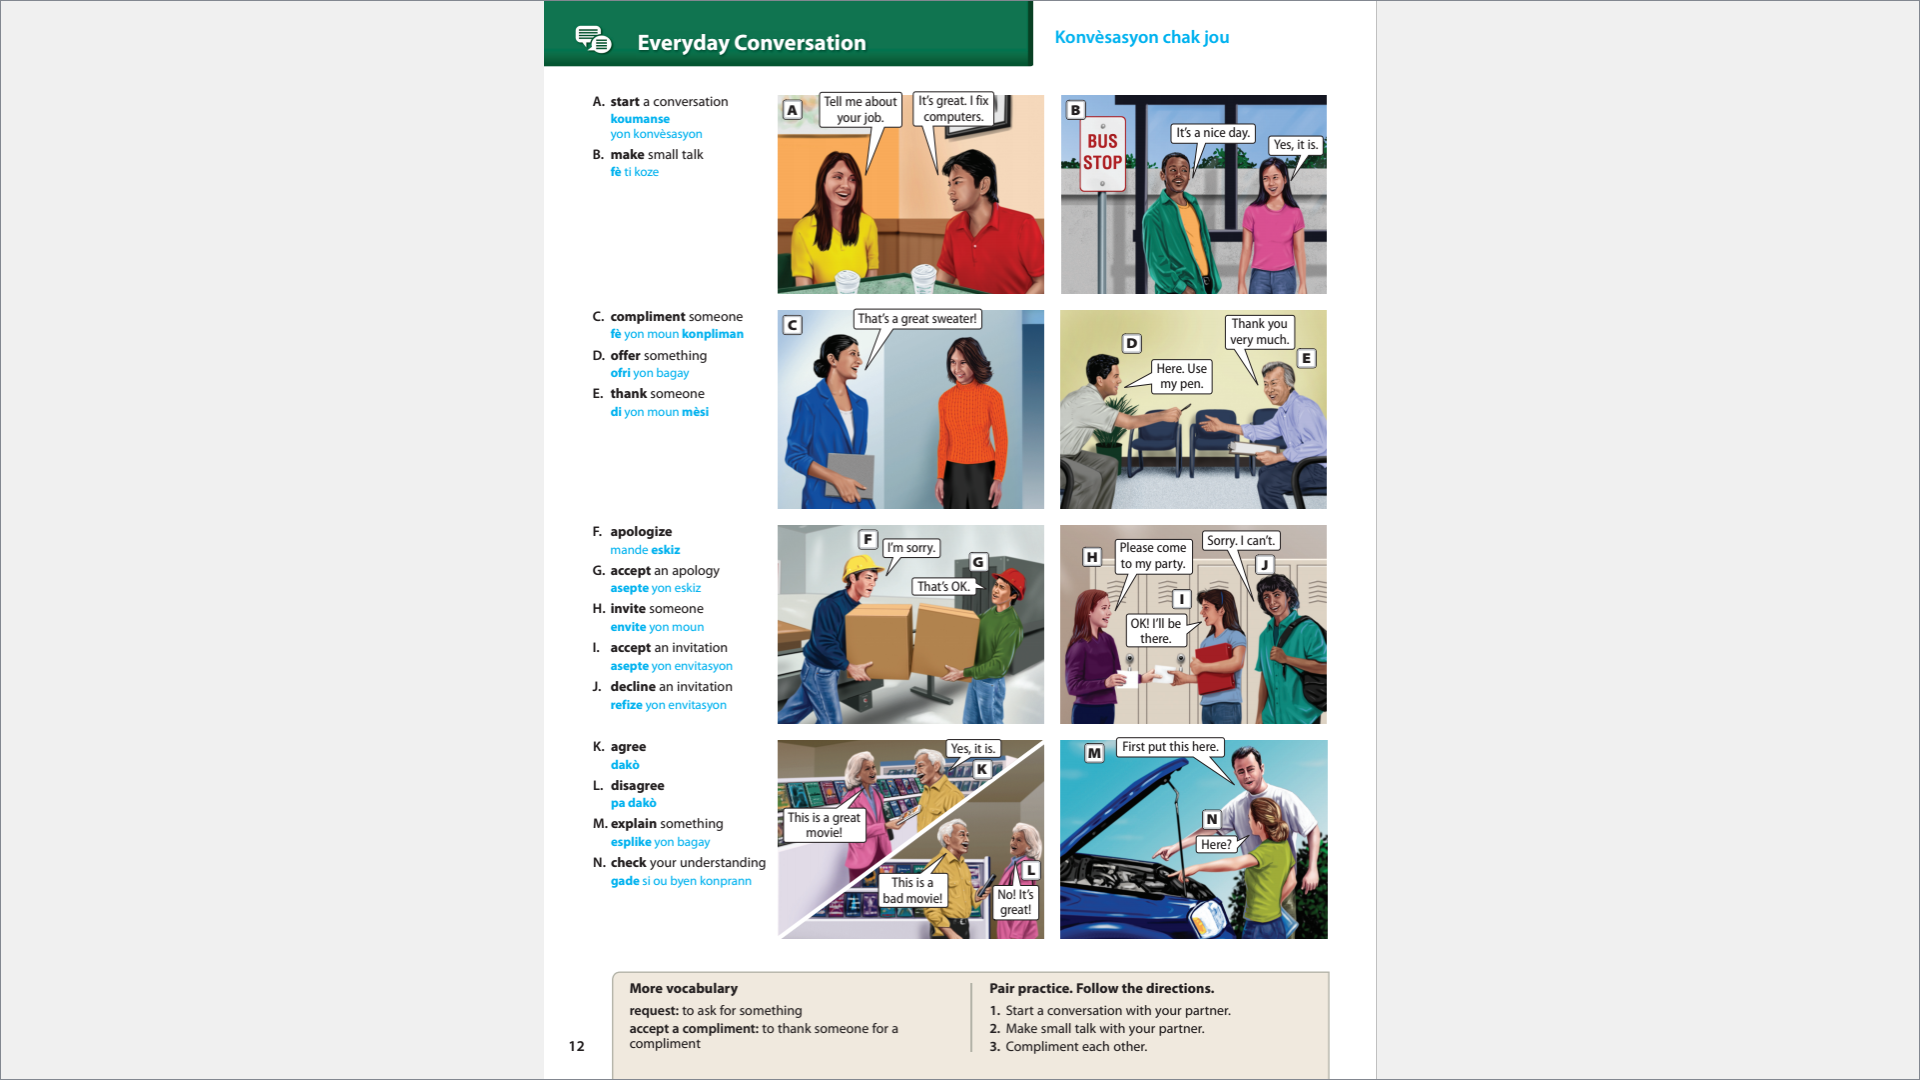 Everyday Conversation
Konvèsasyon chak jou
A. start a conversation
koumanse
yon konvèsasyon
B. make small talk
fè ti koze
A
Tell me about
your job.
It's great. I fix
computers.
B
BUS
STOP
It's a nice day.
Yes, it is.
C. compliment someone
fè yon moun konpliman
D. offer something
ofri yon bagay
E. thank someone
di yon moun mèsi
C
That's a great sweater!
D
Here. Use
my pen.
Thank you
very much.
E
F. apologize
mande eskiz
G. accept an apology
asepte yon eskiz
H. invite someone
envite yon moun
I. accept an invitation
asepte yon envitasyon
J. decline an invitation
refize yon envitasyon
F
I'm sorry.
G
That's OK.
H
Please come
to my party.
Sorry. I can't.
J
I
OK! I'll be
there.
K. agree
dakò
L. disagree
pa dakò
M. explain something
esplike yon bagay
N. check your understanding
gade si ou byen konprann
Yes, it is.
K
This is a great
movie!
This is a
bad movie!
L
No! It's
great!
M
First put this here.
N
Here?
More vocabulary
request: to ask for something
accept a compliment: to thank someone for a
compliment
Pair practice. Follow the directions.
1. Start a conversation with your partner.
2. Make small talk with your partner.
3. Compliment each other.
12